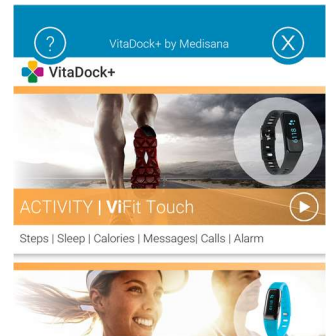 ? VitaDock+ by Medisana X
VitaDock+
ACTIVITY | ViFit Touch
Steps | Sleep | Calories | Messages| Calls | Alarm